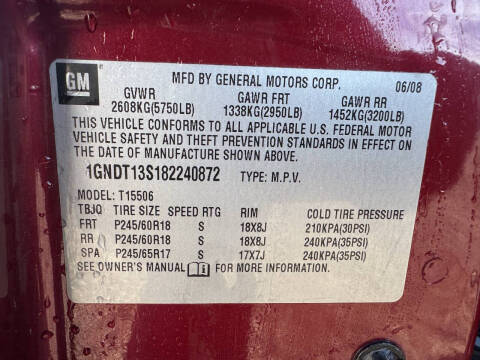 GM MFD BY GENERAL MOTORS CORP. 06/08
GVWR GAWR FRT GAWR RR
2608KG(5750LB) 1338KG(2950LB) 1452KG(3200LB)
THIS VEHICLE CONFORMS TO ALL APPLICABLE U.S. FEDERAL MOTOR
VEHICLE SAFETY AND THEFT PREVENTION STANDARDS IN EFFECT ON
THE DATE OF MANUFACTURE SHOWN ABOVE.
1GNDT13S182240872 TYPE: M.P.V.
MODEL: T15506
TBJQ TIRE SIZE SPEED RTG RIM COLD TIRE PRESSURE
FRT P245/60R18 S 18X8J 210KPA(30PSI)
RR P245/60R18 S 18X8J 240KPA(35PSI)
SPA P245/65R17 S 17X7J 240KPA(35PSI)
SEE OWNER'S MANUAL FOR MORE INFORMATION.